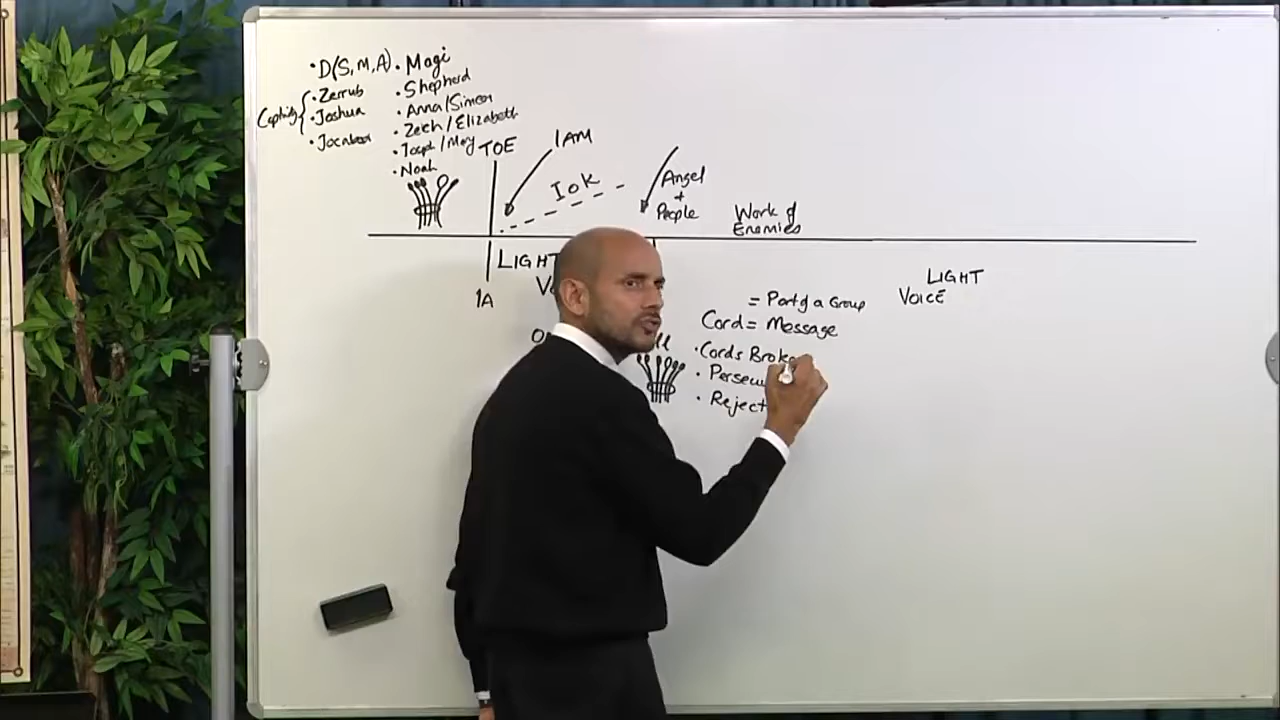 • D(S,M,A)
Captivity { • Zerrub
• Joshua
• Magi
• Shepherd
• Anna/Simeon
• Zech/Elizabeth
• Joseph/Mary
• Noah
TOE
I AM
IOK
Angel
+
People
Work of
Enemies
1A
LIGHT
= Part of a Group
Cord = Message
• Cords Broke
• Persecu
• Reject
LIGHT
VOICE